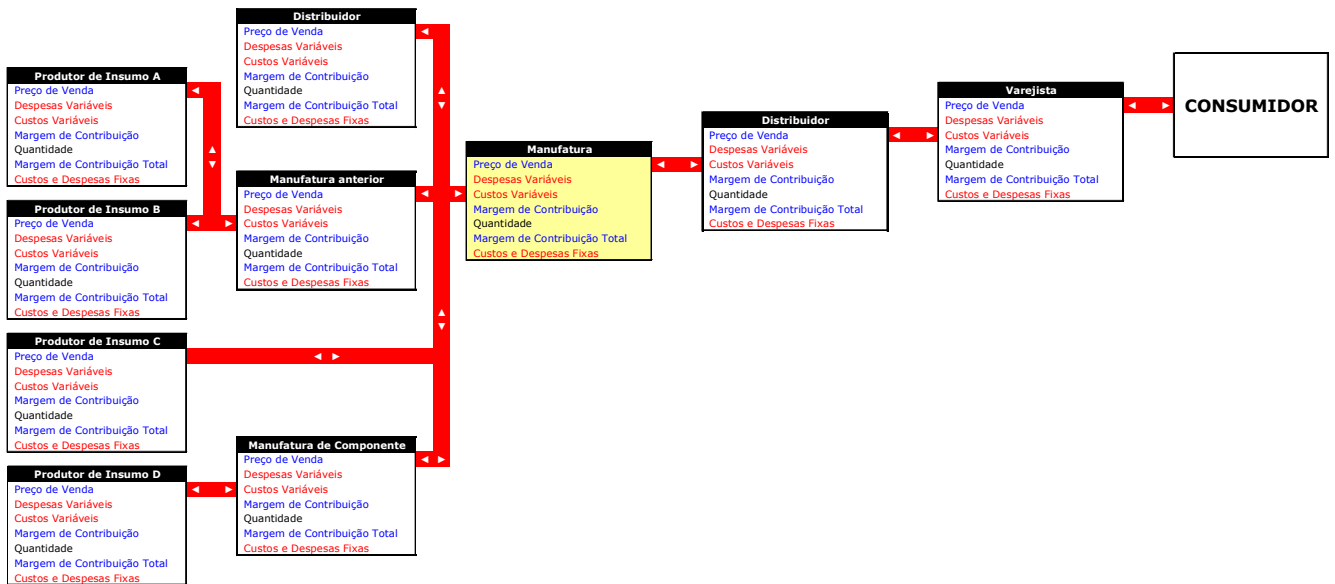 Produtor de Insumo A
Preço de Venda
Despesas Variáveis
Custos Variáveis
Margem de Contribuição
Quantidade
Margem de Contribuição Total
Custos e Despesas Fixas
Produtor de Insumo B
Preço de Venda
Despesas Variáveis
Custos Variáveis
Margem de Contribuição
Quantidade
Margem de Contribuição Total
Custos e Despesas Fixas
Produtor de Insumo C
Preço de Venda
Despesas Variáveis
Custos Variáveis
Margem de Contribuição
Quantidade
Margem de Contribuição Total
Custos e Despesas Fixas
Produtor de Insumo D
Preço de Venda
Despesas Variáveis
Custos Variáveis
Margem de Contribuição
Quantidade
Margem de Contribuição Total
Custos e Despesas Fixas
Distribuidor
Preço de Venda
Despesas Variáveis
Custos Variáveis
Margem de Contribuição
Quantidade
Margem de Contribuição Total
Custos e Despesas Fixas
Manufatura anterior
Preço de Venda
Despesas Variáveis
Custos Variáveis
Margem de Contribuição
Quantidade
Margem de Contribuição Total
Custos e Despesas Fixas
Manufatura de Componente
Preço de Venda
Despesas Variáveis
Custos Variáveis
Margem de Contribuição
Quantidade
Margem de Contribuição Total
Custos e Despesas Fixas
Manufatura
Preço de Venda
Despesas Variáveis
Custos Variáveis
Margem de Contribuição
Quantidade
Margem de Contribuição Total
Custos e Despesas Fixas
Distribuidor
Preço de Venda
Despesas Variáveis
Custos Variáveis
Margem de Contribuição
Quantidade
Margem de Contribuição Total
Custos e Despesas Fixas
Varejista
Preço de Venda
Despesas Variáveis
Custos Variáveis
Margem de Contribuição
Quantidade
Margem de Contribuição Total
Custos e Despesas Fixas
CONSUMIDOR